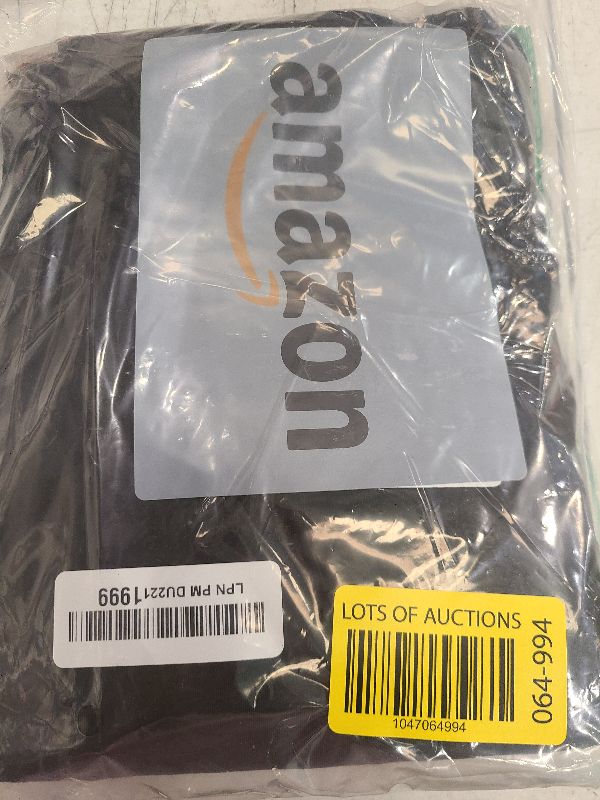 amazon
LPN PM DU2211999
LOTS OF AUCTIONS
1047064994
064-994